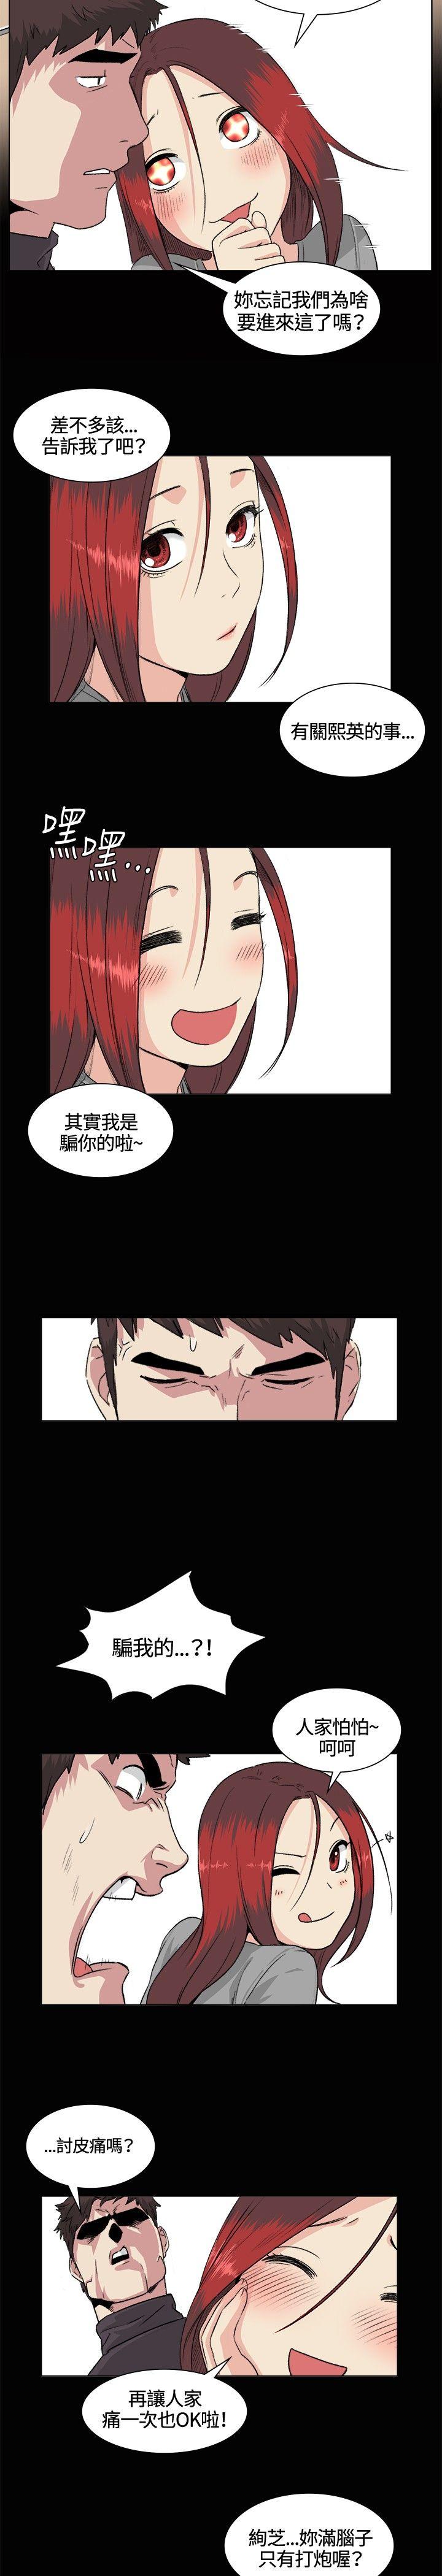 妳忘記我們為啥
要進來這了嗎?
差不多該...
告訴我了吧?
有關熙英的事...
嘿
嘿...
其實我是
騙你的啦~
騙我的...?!
人家怕怕~
呵呵
...討皮痛嗎?
再讓人家
痛一次也OK啦!
絢芝...妳滿腦子
只有打炮喔?